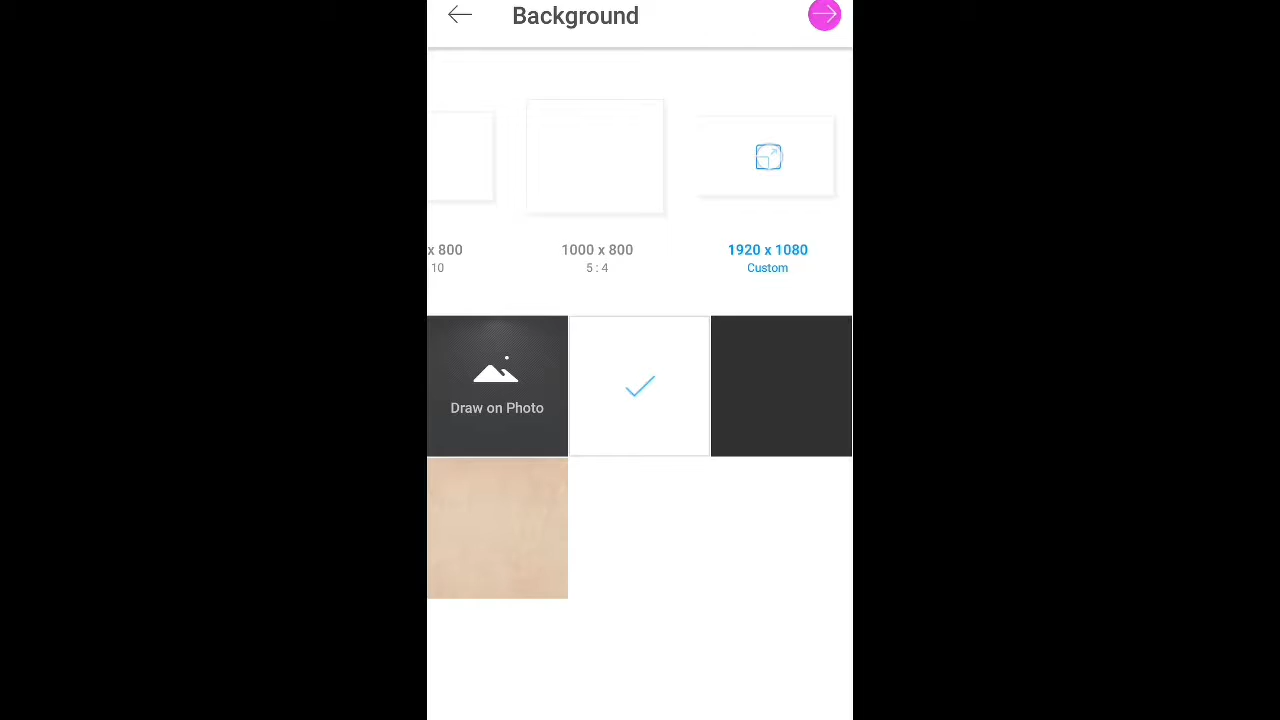 Background
x 800
10
1000 x 800
5 : 4
1920 x 1080
Custom
Draw on Photo